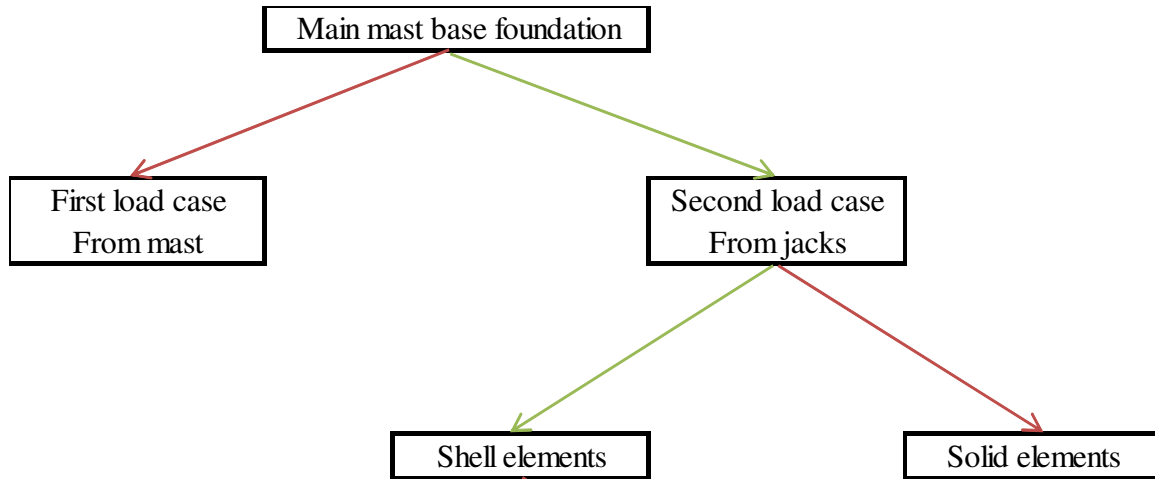 Main mast base foundation
First load case
From mast
Second load case
From jacks
Shell elements
Solid elements